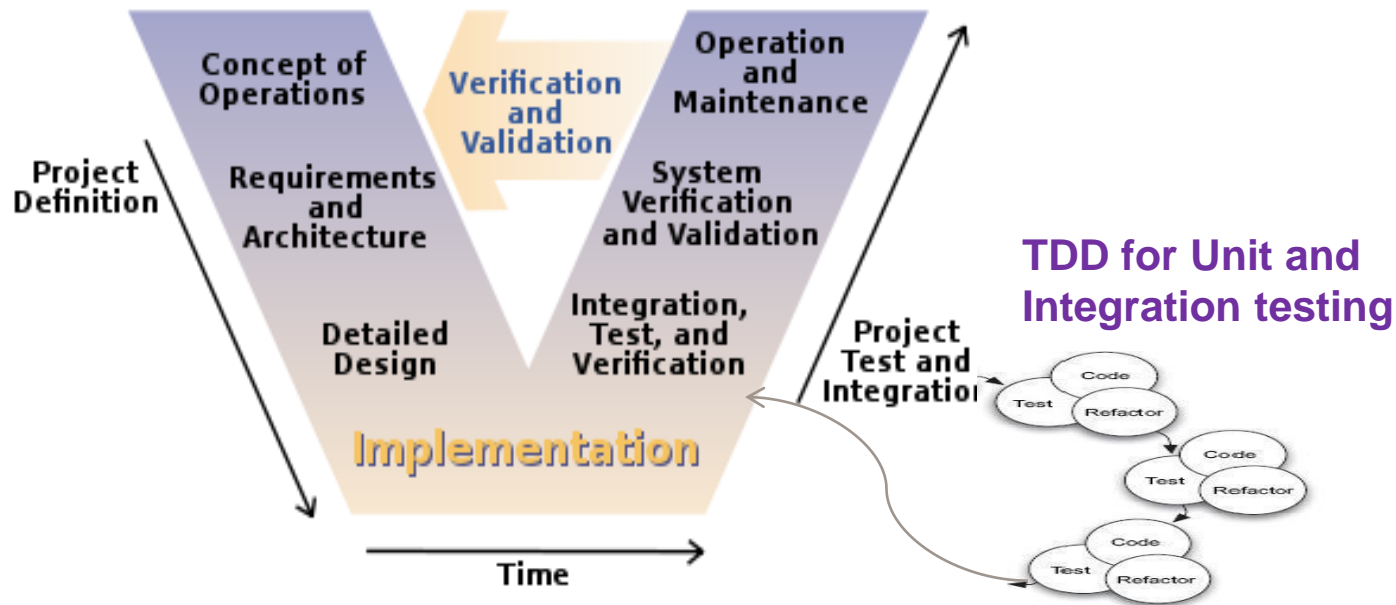 Concept of
Operations
Verification
and
Validation
Operation
and
Maintenance
Project
Definition
Requirements
and
Architecture
System
Verification
and Validation
TDD for Unit and
Integration testing
Detailed
Design
Integration,
Test, and
Verification
Project
Test and
Integration
Implementation
Time
Code
Test
Refactor
Code
Test
Refactor
Code
Test
Refactor